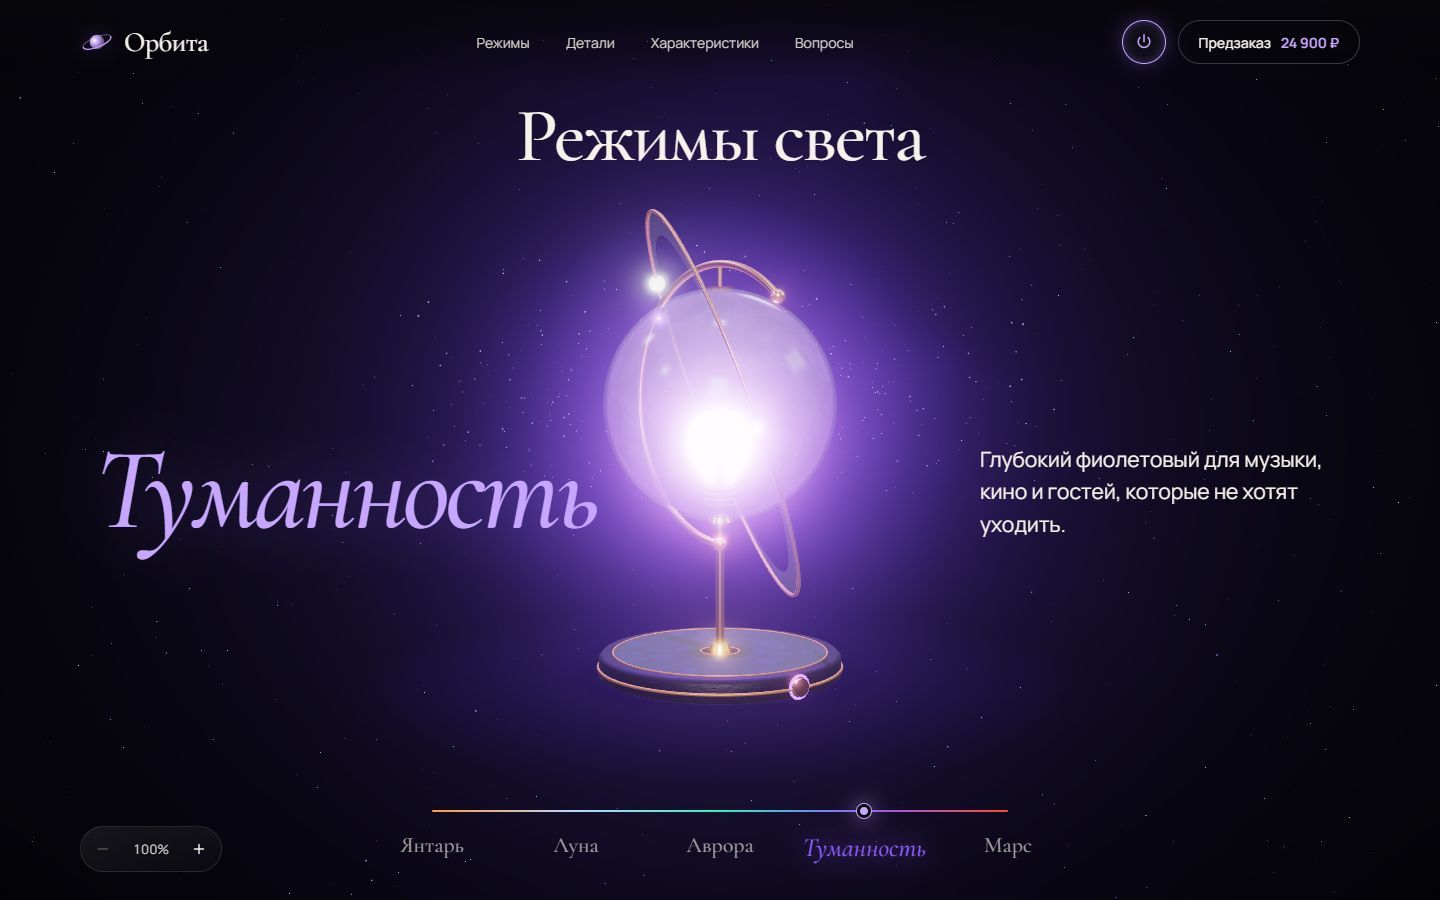 Орбита
Режимы
Детали
Характеристики
Вопросы
Предзаказ 24 900 ₽
Режимы света
Туманность
Глубокий фиолетовый для музыки,
кино и гостей, которые не хотят
уходить.
Янтарь
Луна
Аврора
Туманность
Марс
− 100% +